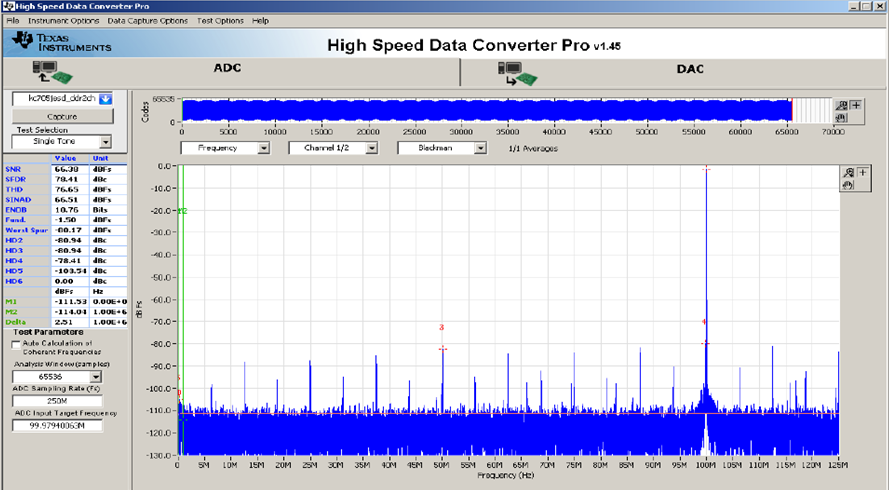 High Speed Data Converter Pro
File Instrument Options Data Capture Options Test Options Help
TEXAS INSTRUMENTS
High Speed Data Converter Pro v1.45
ADC DAC
kc705jesd_ddr2ch
Capture
Test Selection
Single Tone
Value Unit
SNR 66.38 dBFs
SFDR 78.41 dBc
THD 76.65 dBFs
SINAD 66.51 dBFs
ENOB 10.76 Bits
Fund. -1.50 dBFs
Worst Spur -80.17 dBFs
HD2 -80.94 dBc
HD3 -80.94 dBc
HD4 -78.41 dBc
HD5 -103.54 dBc
HD6 0.00 dBc
dBFs Hz
M1 -111.53 0.00E+0
M2 -114.04 1.00E+6
Delta 2.51 1.00E+6
Test Parameters
Auto Calculation of
Coherent Frequencies
Analysis Window(samples)
65536
ADC Sampling Rate (Fs)
250M
ADC Input Target Frequency
99.97940063M
Codes
65535
0
0 5000 10000 15000 20000 25000 30000 35000 40000 45000 50000 55000 60000 65000 70000
Frequency Channel 1/2 Blackman 1/1 Averages
dBFs
0.0
-10.0
-20.0
-30.0
-40.0
-50.0
-60.0
-70.0
-80.0
-90.0
-100.0
-110.0
-120.0
-130.0
M2
3
4
0 5M 10M 15M 20M 25M 30M 35M 40M 45M 50M 55M 60M 65M 70M 75M 80M 85M 90M 95M 100M 105M 110M 115M 120M 125M
Frequency (Hz)